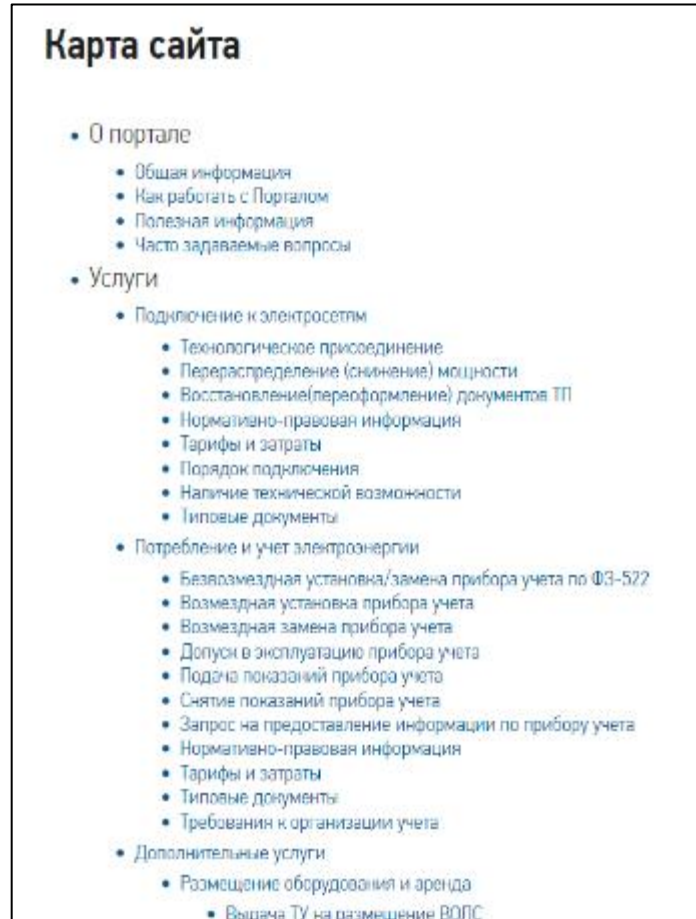 Карта сайта
О портале
Общая информация
Как работать с Порталом
Полезная информация
Часто задаваемые вопросы
Услуги
Подключение к электросетям
Технологическое присоединение
Перераспределение (снижение) мощности
Восстановление(переоформление) документов ТП
Нормативно-правовая информация
Тарифы и затраты
Порядок подключения
Наличие технической возможности
Типовые документы
Потребление и учет электроэнергии
Безвозмездная установка/замена прибора учета по ФЗ-522
Возмездная установка прибора учета
Возмездная замена прибора учета
Допуск в эксплуатацию прибора учета
Подача показаний прибора учета
Снятие показаний прибора учета
Запрос на предоставление информации по прибору учета
Нормативно-правовая информация
Тарифы и затраты
Типовые документы
Требования к организации учета
Дополнительные услуги
Размещение оборудования и аренда
Выдача ТУ на размещение ВОЛС